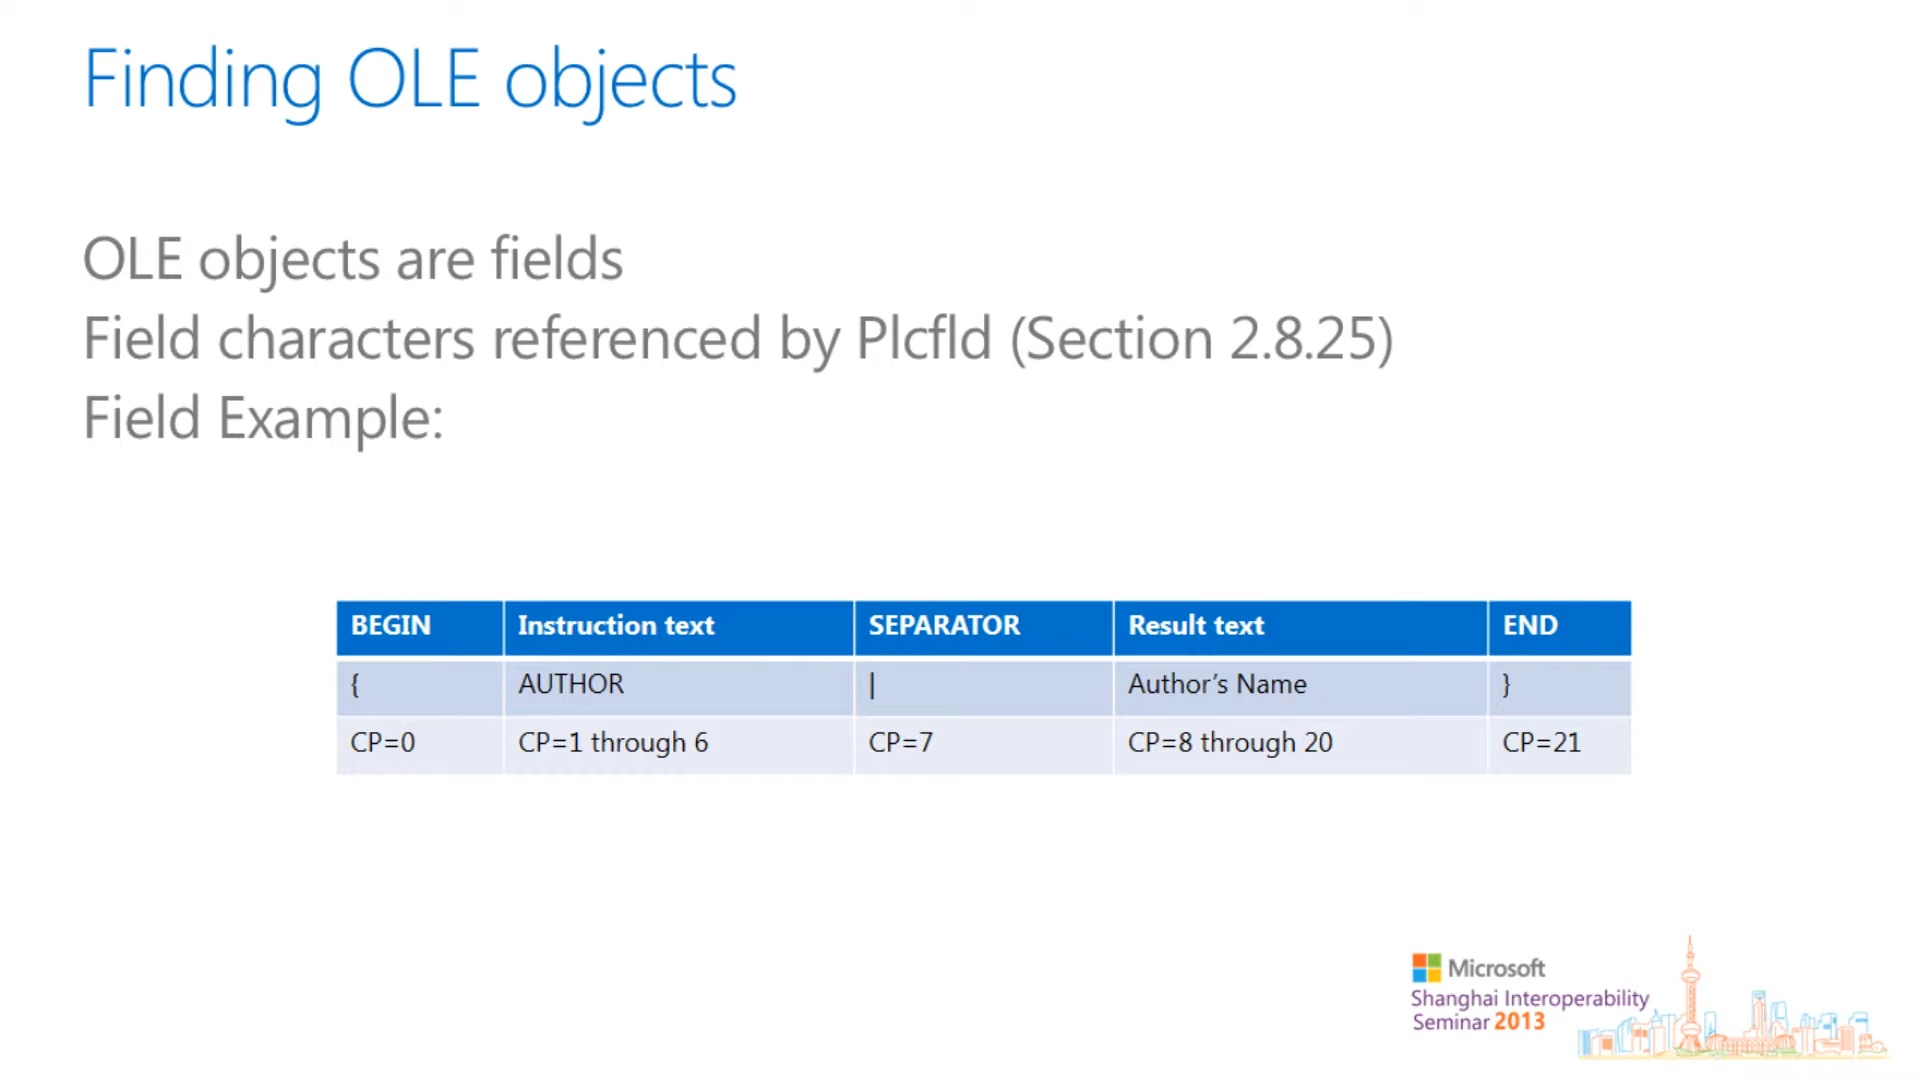 Finding OLE objects
OLE objects are fields
Field characters referenced by Plcfld (Section 2.8.25)
Field Example:
BEGIN Instruction text SEPARATOR Result text END
{ AUTHOR | Author’s Name }
CP=0 CP=1 through 6 CP=7 CP=8 through 20 CP=21
Microsoft
Shanghai Interoperability
Seminar 2013